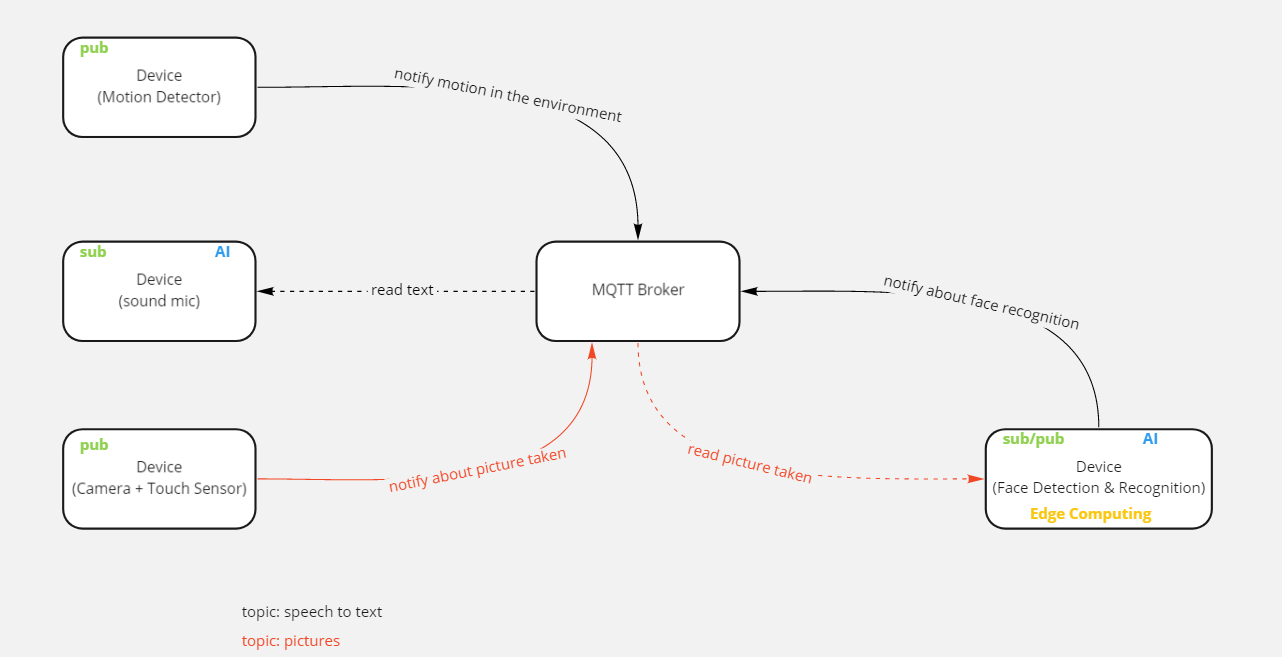 pub
Device
(Motion Detector)
notify motion in the environment
sub AI
Device
(sound mic)
read text
MQTT Broker
notify about face recognition
pub
Device
(Camera + Touch Sensor)
notify about picture taken
read picture taken
sub/pub AI
Device
(Face Detection & Recognition)
Edge Computing
topic: speech to text
topic: pictures